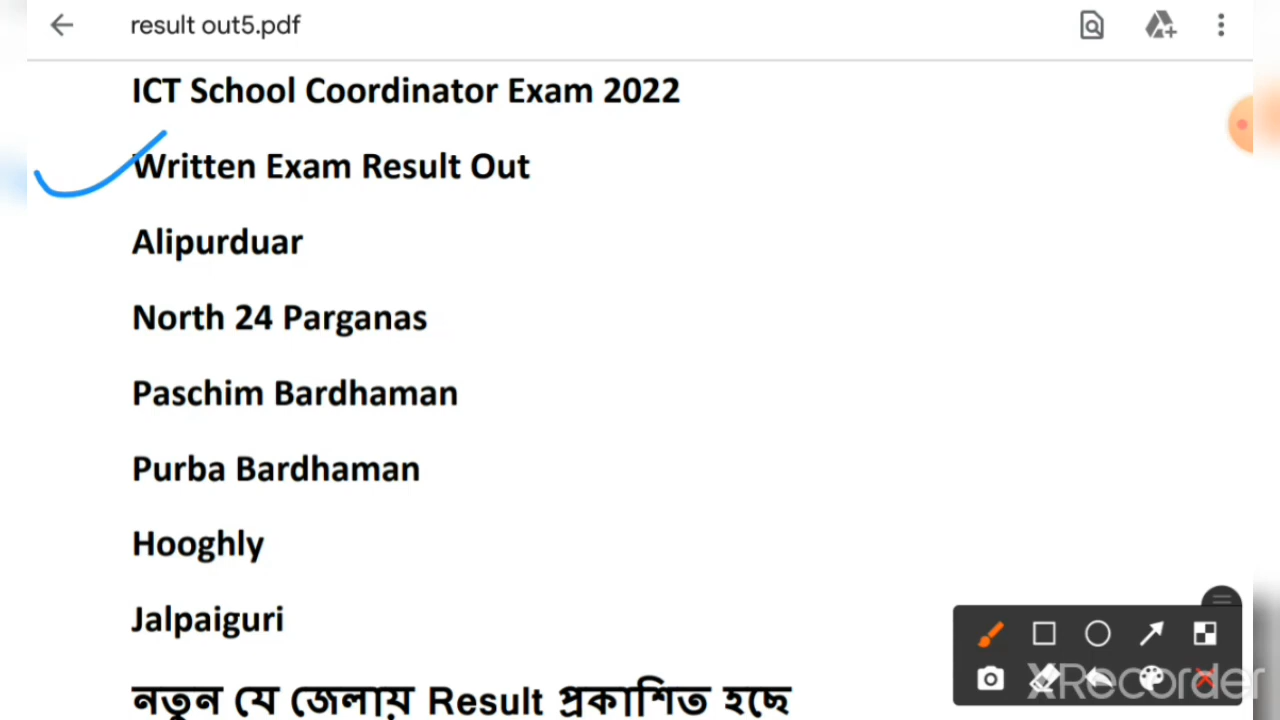 result out5.pdf
ICT School Coordinator Exam 2022
Written Exam Result Out
Alipurduar
North 24 Parganas
Paschim Bardhaman
Purba Bardhaman
Hooghly
Jalpaiguri
নতুন যে জেলায় Result প্রকাশিত হছে
XRecorder